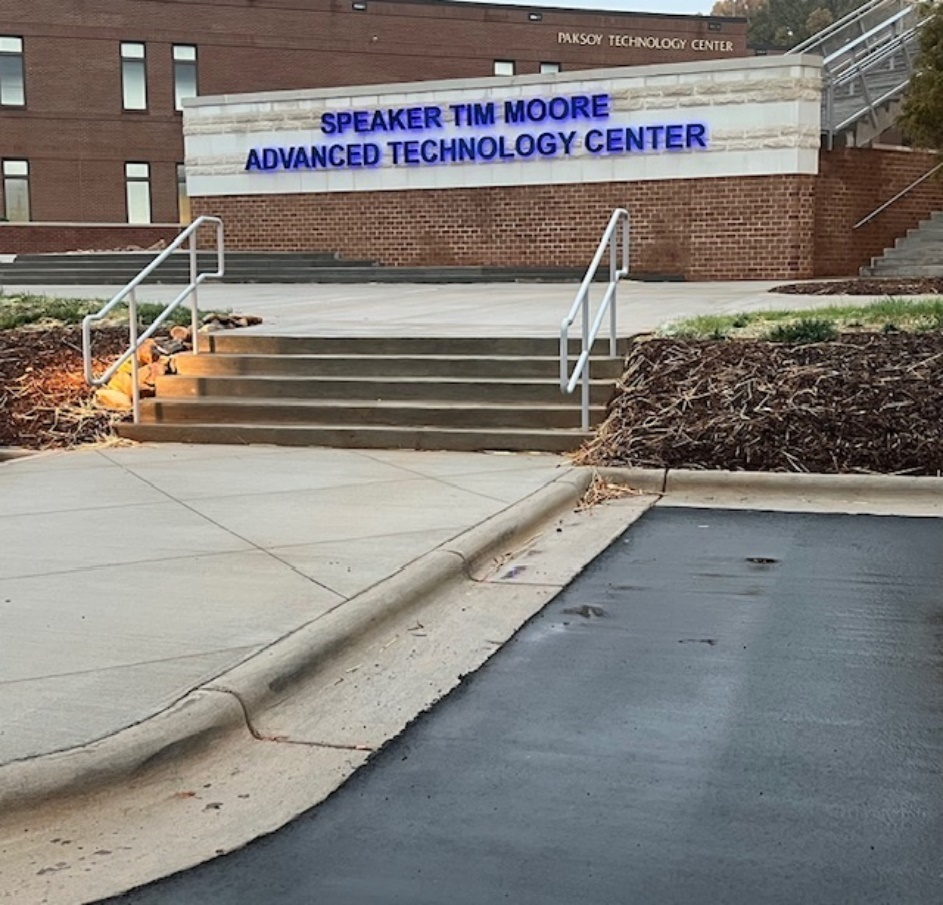 PAKSOY TECHNOLOGY CENTER
SPEAKER TIM MOORE
ADVANCED TECHNOLOGY CENTER